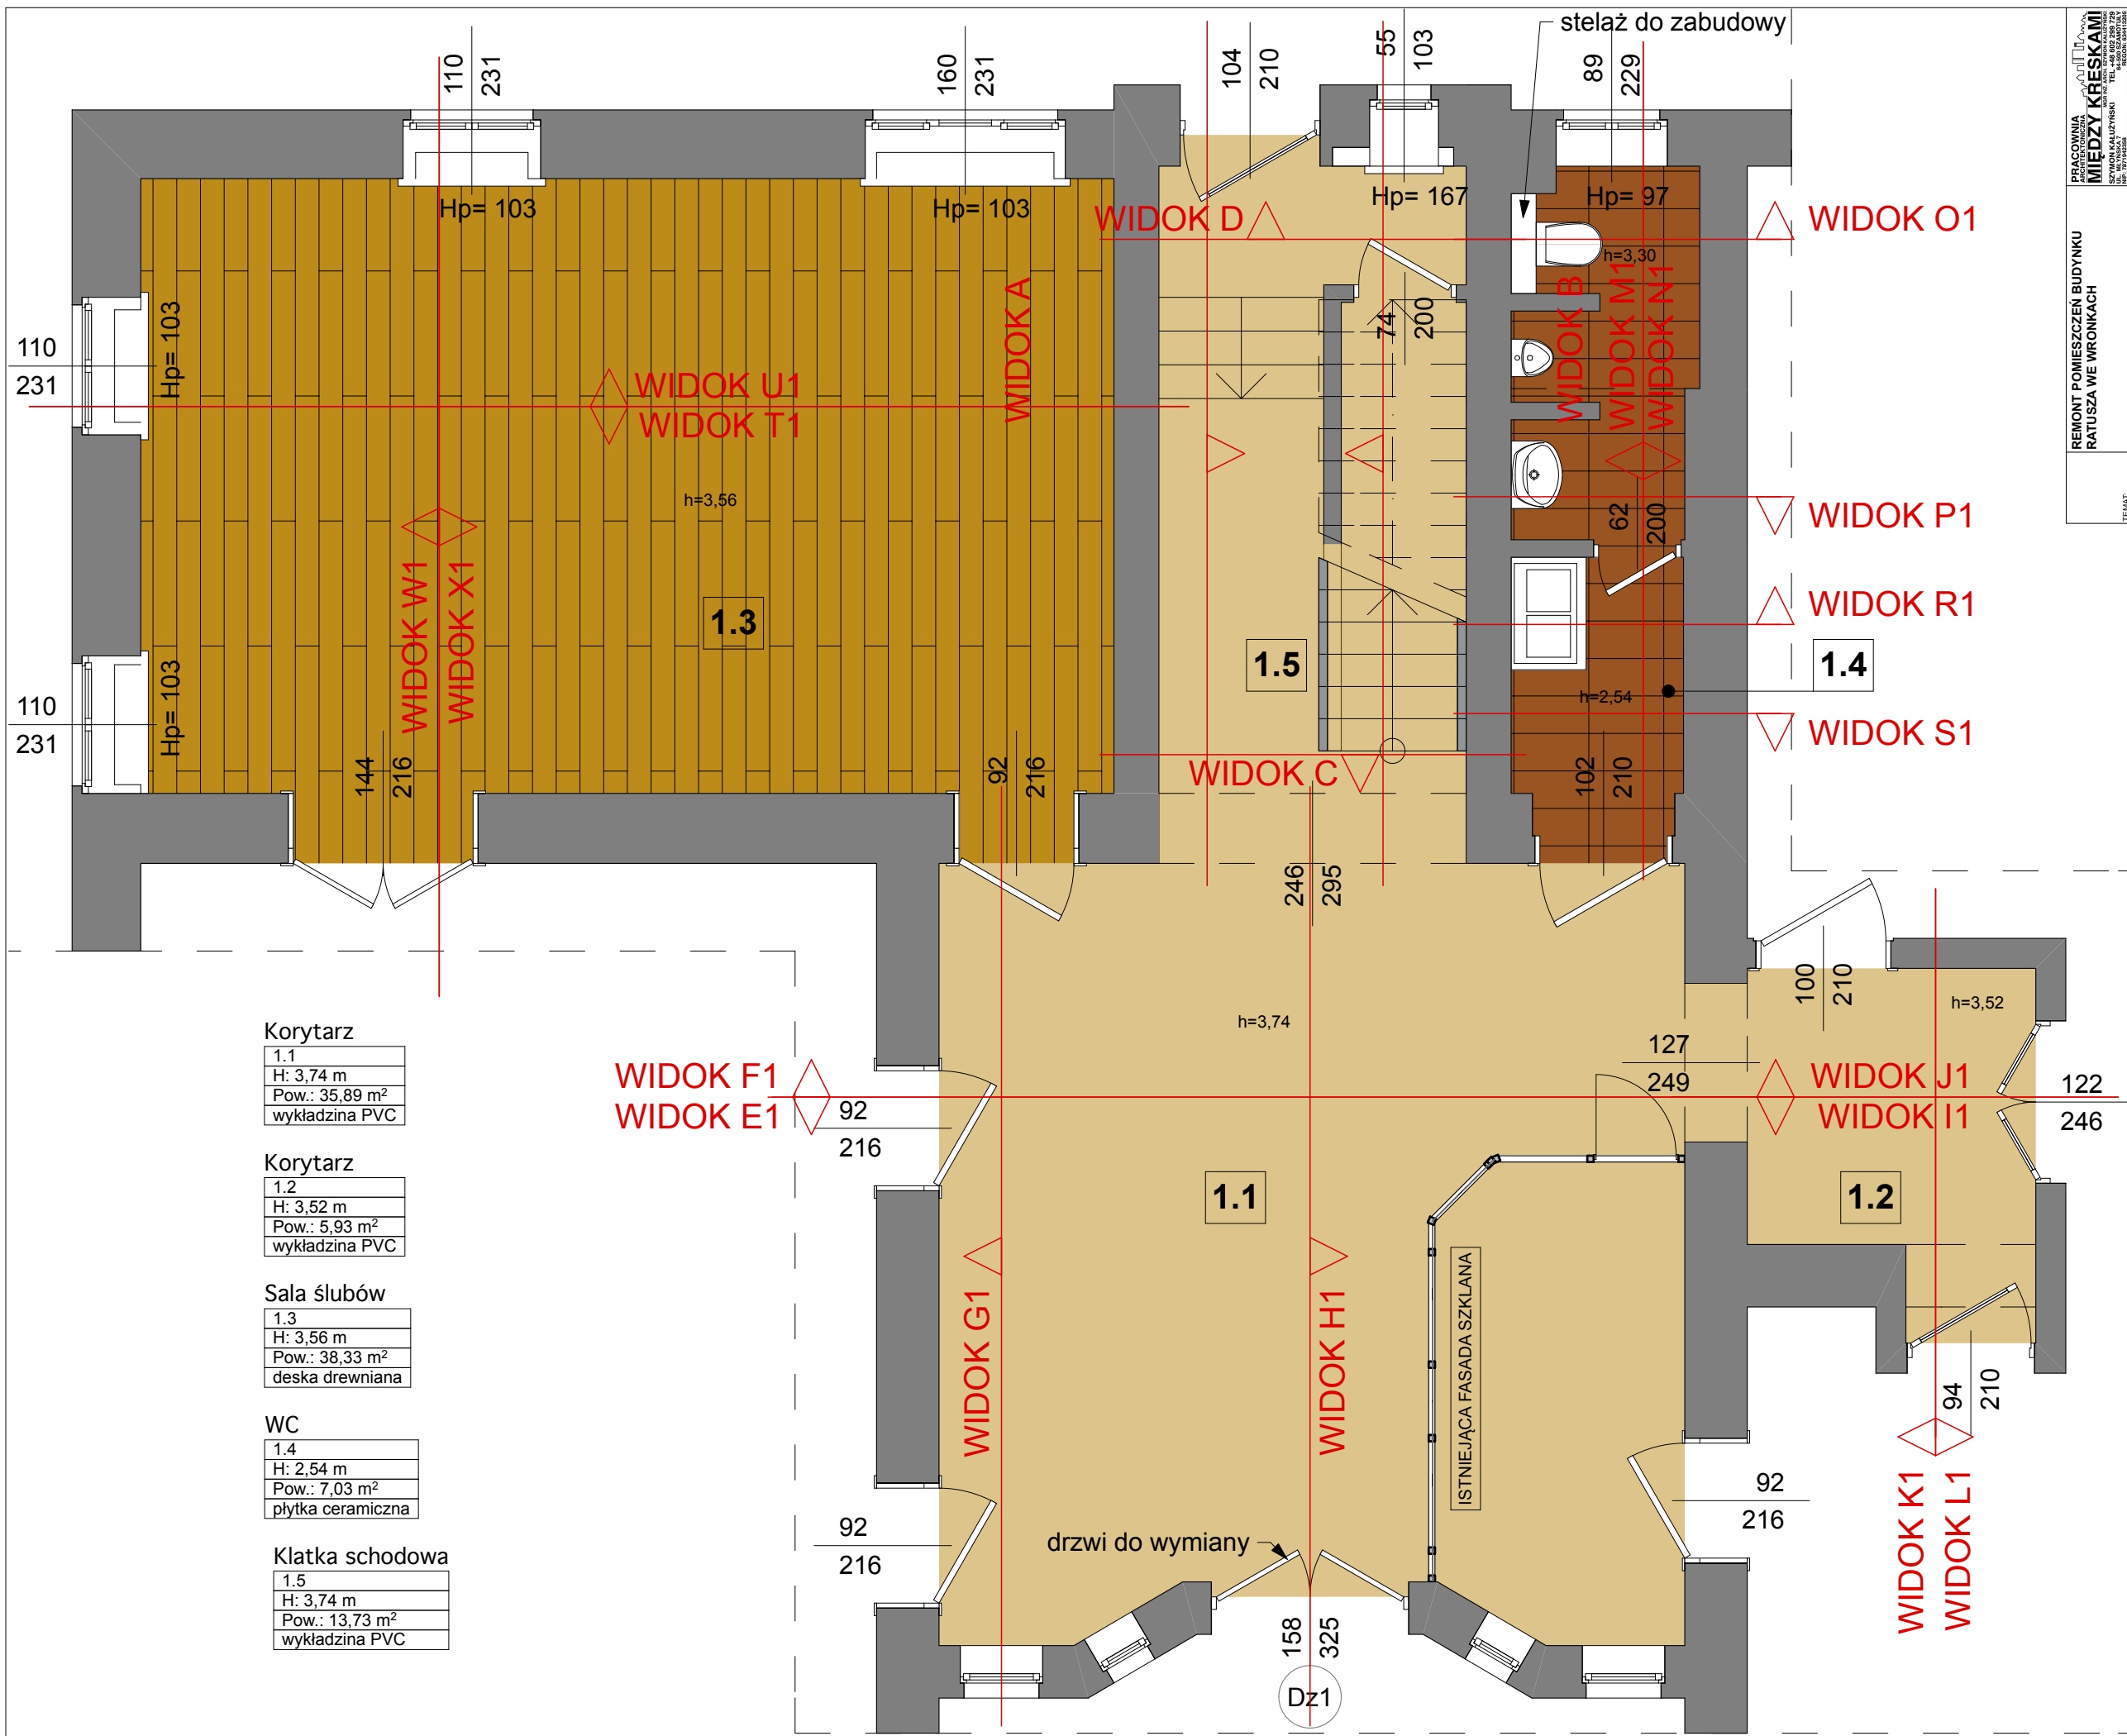 stelaż do zabudowy
110
231
160
231
104
210
55
103
89
229
Hp= 103
Hp= 103
Hp= 167
Hp= 97
WIDOK D
WIDOK O1
h=3,30
WIDOK A
WIDOK B
WIDOK M1
WIDOK N1
74
200
110
231
Hp= 103
WIDOK U1
WIDOK T1
h=3,56
62
200
WIDOK P1
WIDOK W1
WIDOK X1
1.3
1.5
WIDOK R1
1.4
h=2,54
110
231
Hp= 103
WIDOK S1
144
216
92
216
WIDOK C
102
210
246
295
100
210
h=3,52
h=3,74
127
249
WIDOK F1
WIDOK E1
92
216
WIDOK J1
WIDOK I1
122
246
1.1
1.2
WIDOK G1
WIDOK H1
ISTNIEJĄCA FASADA SZKLANA
94
210
WIDOK K1
WIDOK L1
92
216
92
216
drzwi do wymiany
158
325
Dz1
Korytarz
1.1
H: 3,74 m
Pow.: 35,89 m²
wykładzina PVC
Korytarz
1.2
H: 3,52 m
Pow.: 5,93 m²
wykładzina PVC
Sala ślubów
1.3
H: 3,56 m
Pow.: 38,33 m²
deska drewniana
WC
1.4
H: 2,54 m
Pow.: 7,03 m²
płytka ceramiczna
Klatka schodowa
1.5
H: 3,74 m
Pow.: 13,73 m²
wykładzina PVC
PRACOWNIA
ARCHITEKTONICZNA
MIĘDZY KRESKAMI
SZYMON KAŁUŻYŃSKI TEL. +48 602 299 729
REMONT POMIESZCZEŃ BUDYNKU
RATUSZA WE WRONKACH
TEMAT: